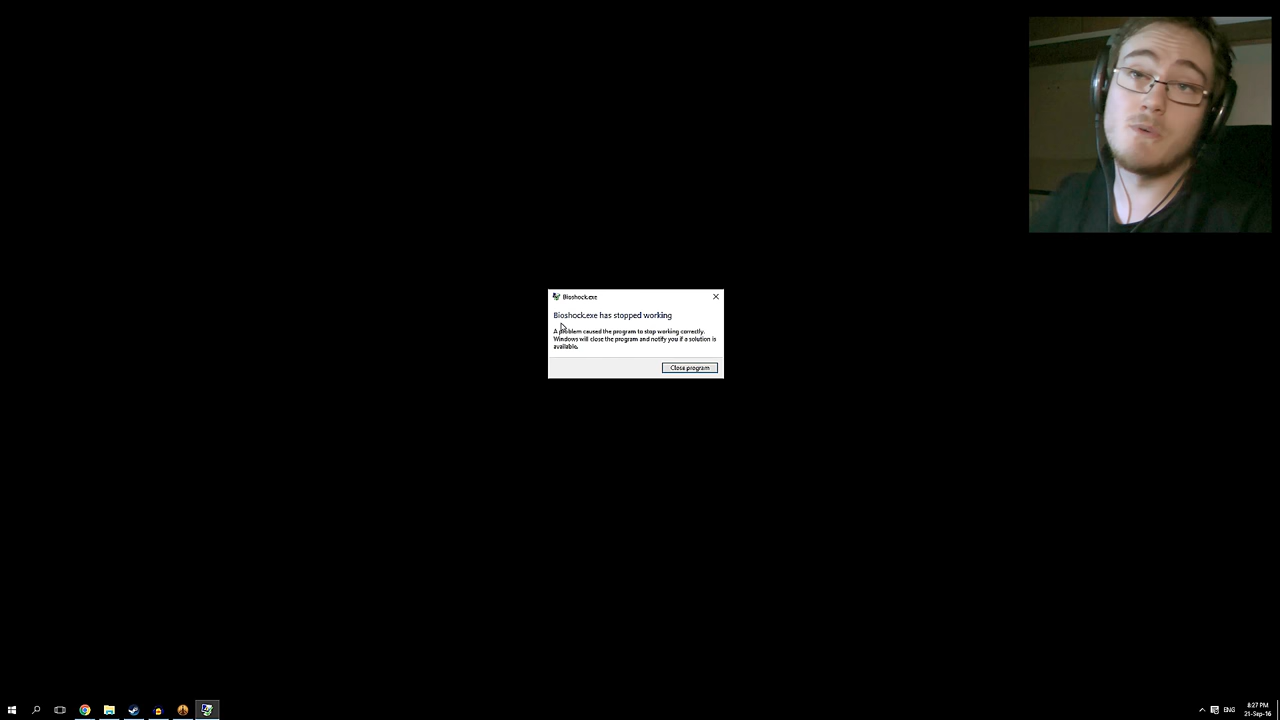 Bioshock.exe
Bioshock.exe has stopped working
A problem caused the program to stop working correctly.
Windows will close the program and notify you if a solution is
available.
Close program
ENG
8:27 PM
21-Sep-16